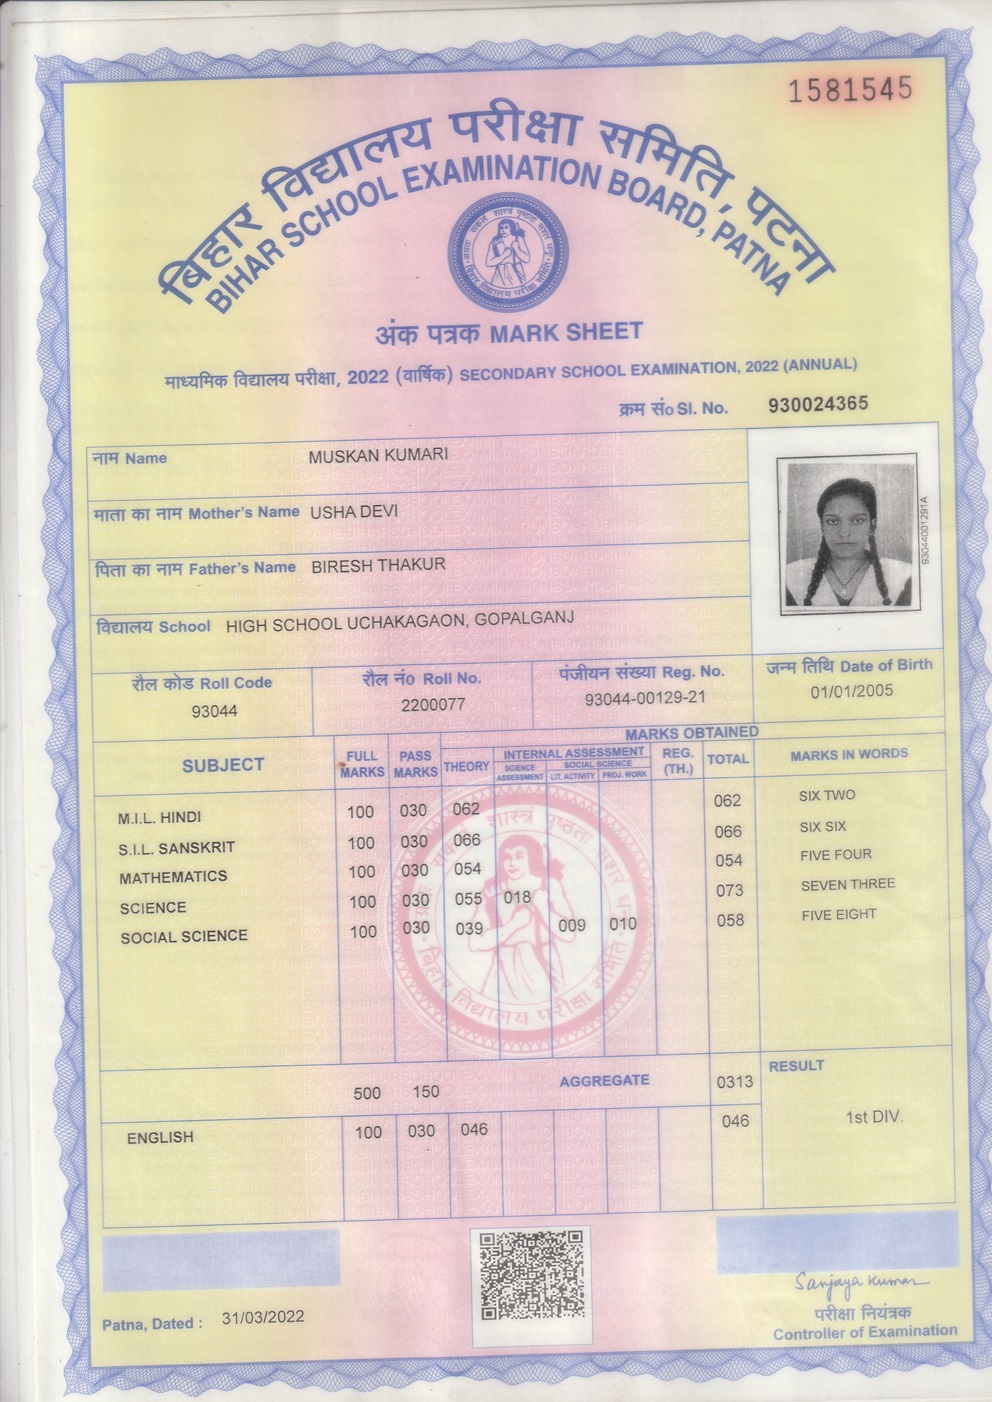 1581545
बिहार विद्यालय परीक्षा समिति, पटना
BIHAR SCHOOL EXAMINATION BOARD, PATNA
अंक पत्रक MARK SHEET
माध्यमिक विद्यालय परीक्षा, 2022 (वार्षिक) SECONDARY SCHOOL EXAMINATION, 2022 (ANNUAL)
क्रम सं० Sl. No. 930024365
नाम Name MUSKAN KUMARI
माता का नाम Mother's Name USHA DEVI
पिता का नाम Father's Name BIRESH THAKUR
विद्यालय School HIGH SCHOOL UCHAKAGAON, GOPALGANJ
93044001291A
रौल कोड Roll Code रौल नं० Roll No. पंजीयन संख्या Reg. No. जन्म तिथि Date of Birth
93044 2200077 93044-00129-21 01/01/2005
MARKS OBTAINED
SUBJECT FULL MARKS PASS MARKS THEORY INTERNAL ASSESSMENT REG. (TH.) TOTAL MARKS IN WORDS
SCIENCE ASSESSMENT SOCIAL SCIENCE
LIT. ACTIVITY PROJ. WORK
M.I.L. HINDI 100 030 062 062 SIX TWO
S.I.L. SANSKRIT 100 030 066 066 SIX SIX
MATHEMATICS 100 030 054 054 FIVE FOUR
SCIENCE 100 030 055 018 073 SEVEN THREE
SOCIAL SCIENCE 100 030 039 009 010 058 FIVE EIGHT
बिहार विद्यालय परीक्षा समिति
500 150 AGGREGATE 0313 RESULT
1st DIV.
ENGLISH 100 030 046 046
Sanjaya Kumar
Patna, Dated : 31/03/2022
परीक्षा नियंत्रक
Controller of Examination